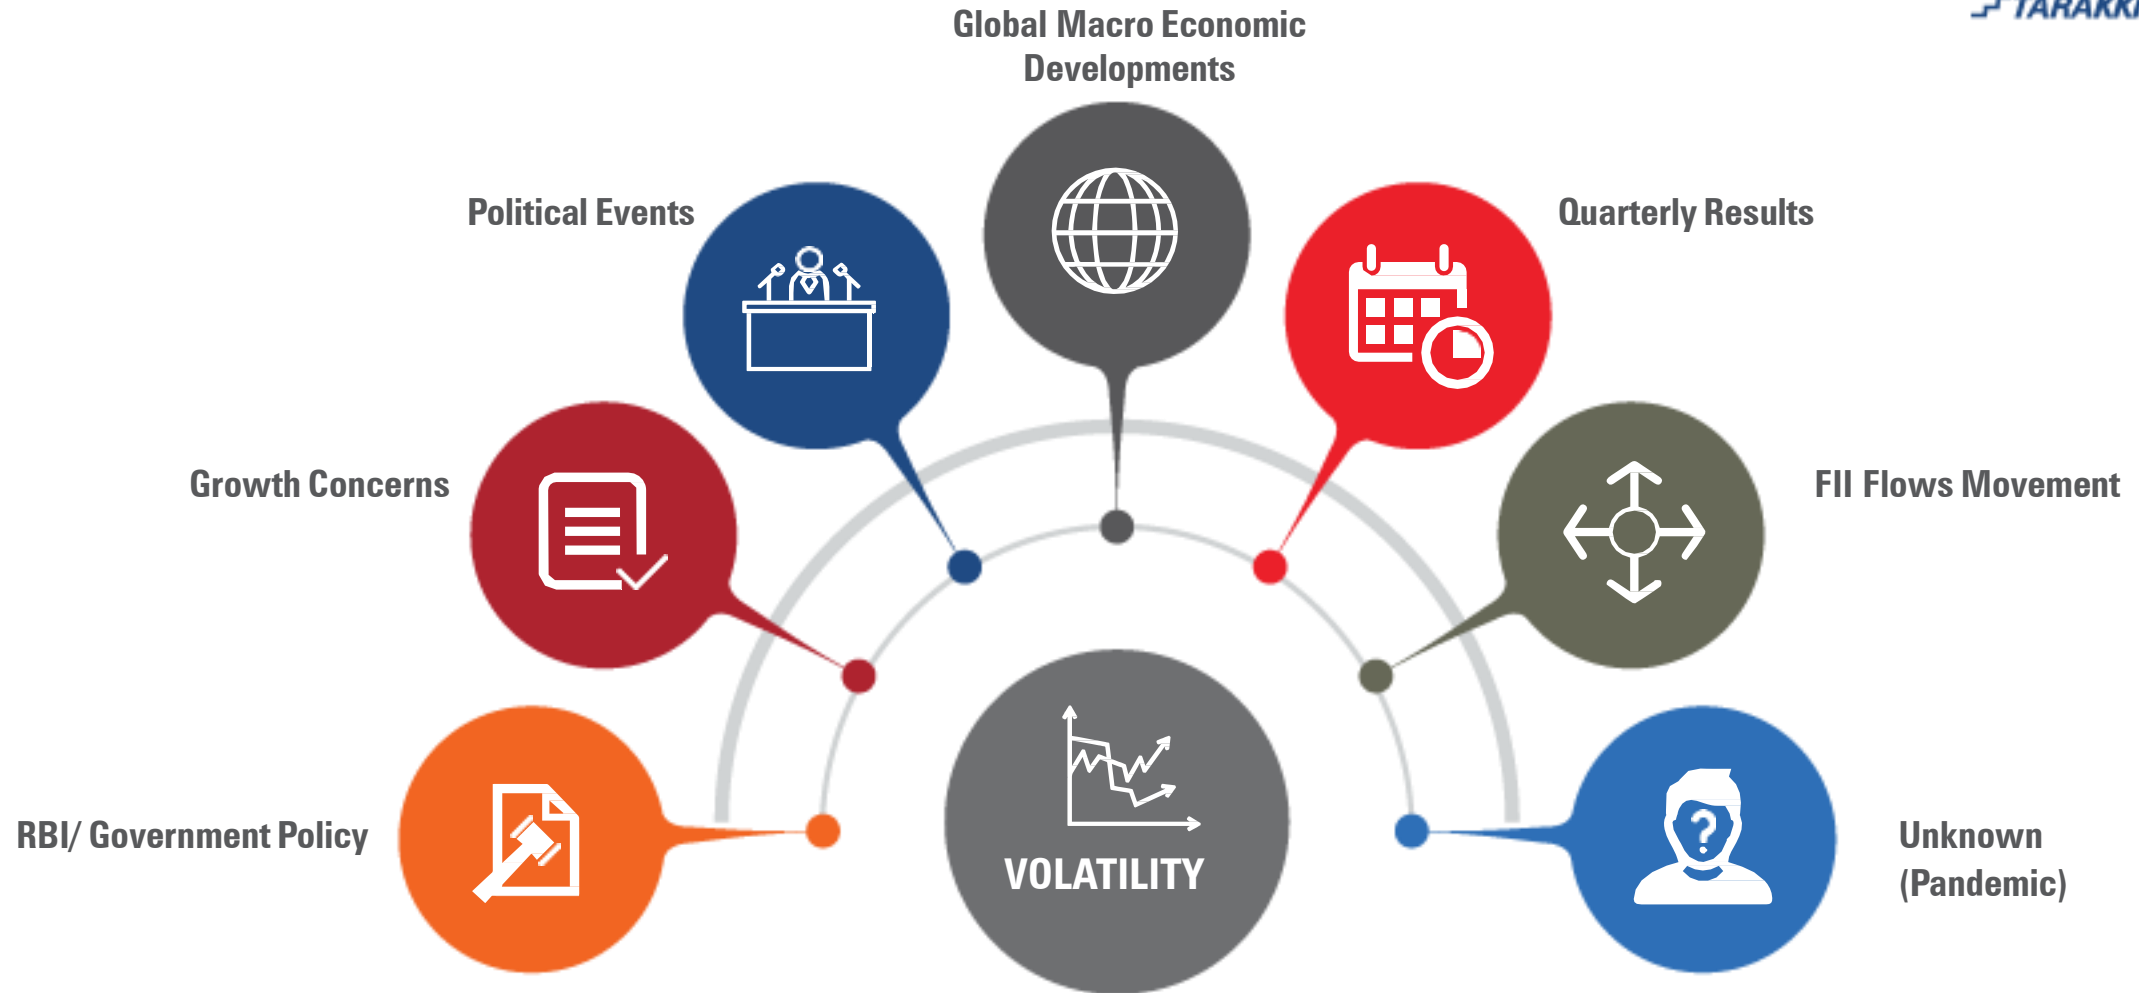 TARAKKI
Global Macro Economic
Developments
Political Events
Quarterly Results
Growth Concerns
FII Flows Movement
RBI/ Government Policy
VOLATILITY
Unknown
(Pandemic)
?